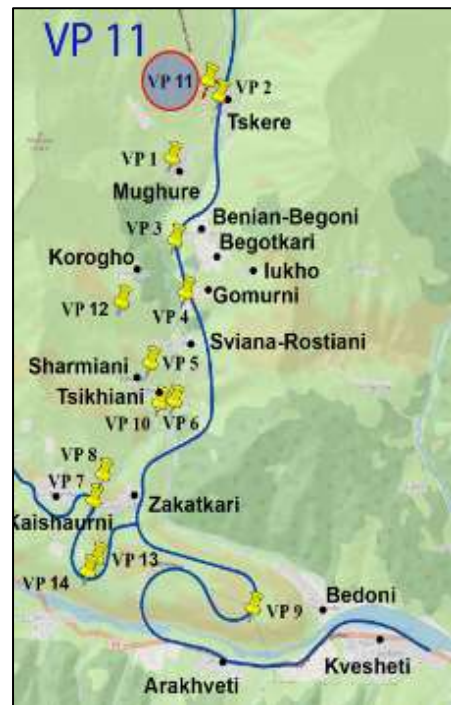 VP 11
VP 11
VP 2
Tskere
VP 1
Mughure
VP 3
Benian-Begoni
Begotkari
Korogho
Iukho
VP 12
VP 4
Gomurni
Sviana-Rostiani
VP 5
Sharmiani
Tsikhiani
VP 10
VP 6
VP 8
VP 7
Zakatkari
Kaishaurni
VP 13
VP 14
VP 9
Bedoni
Kvesheti
Arakhveti